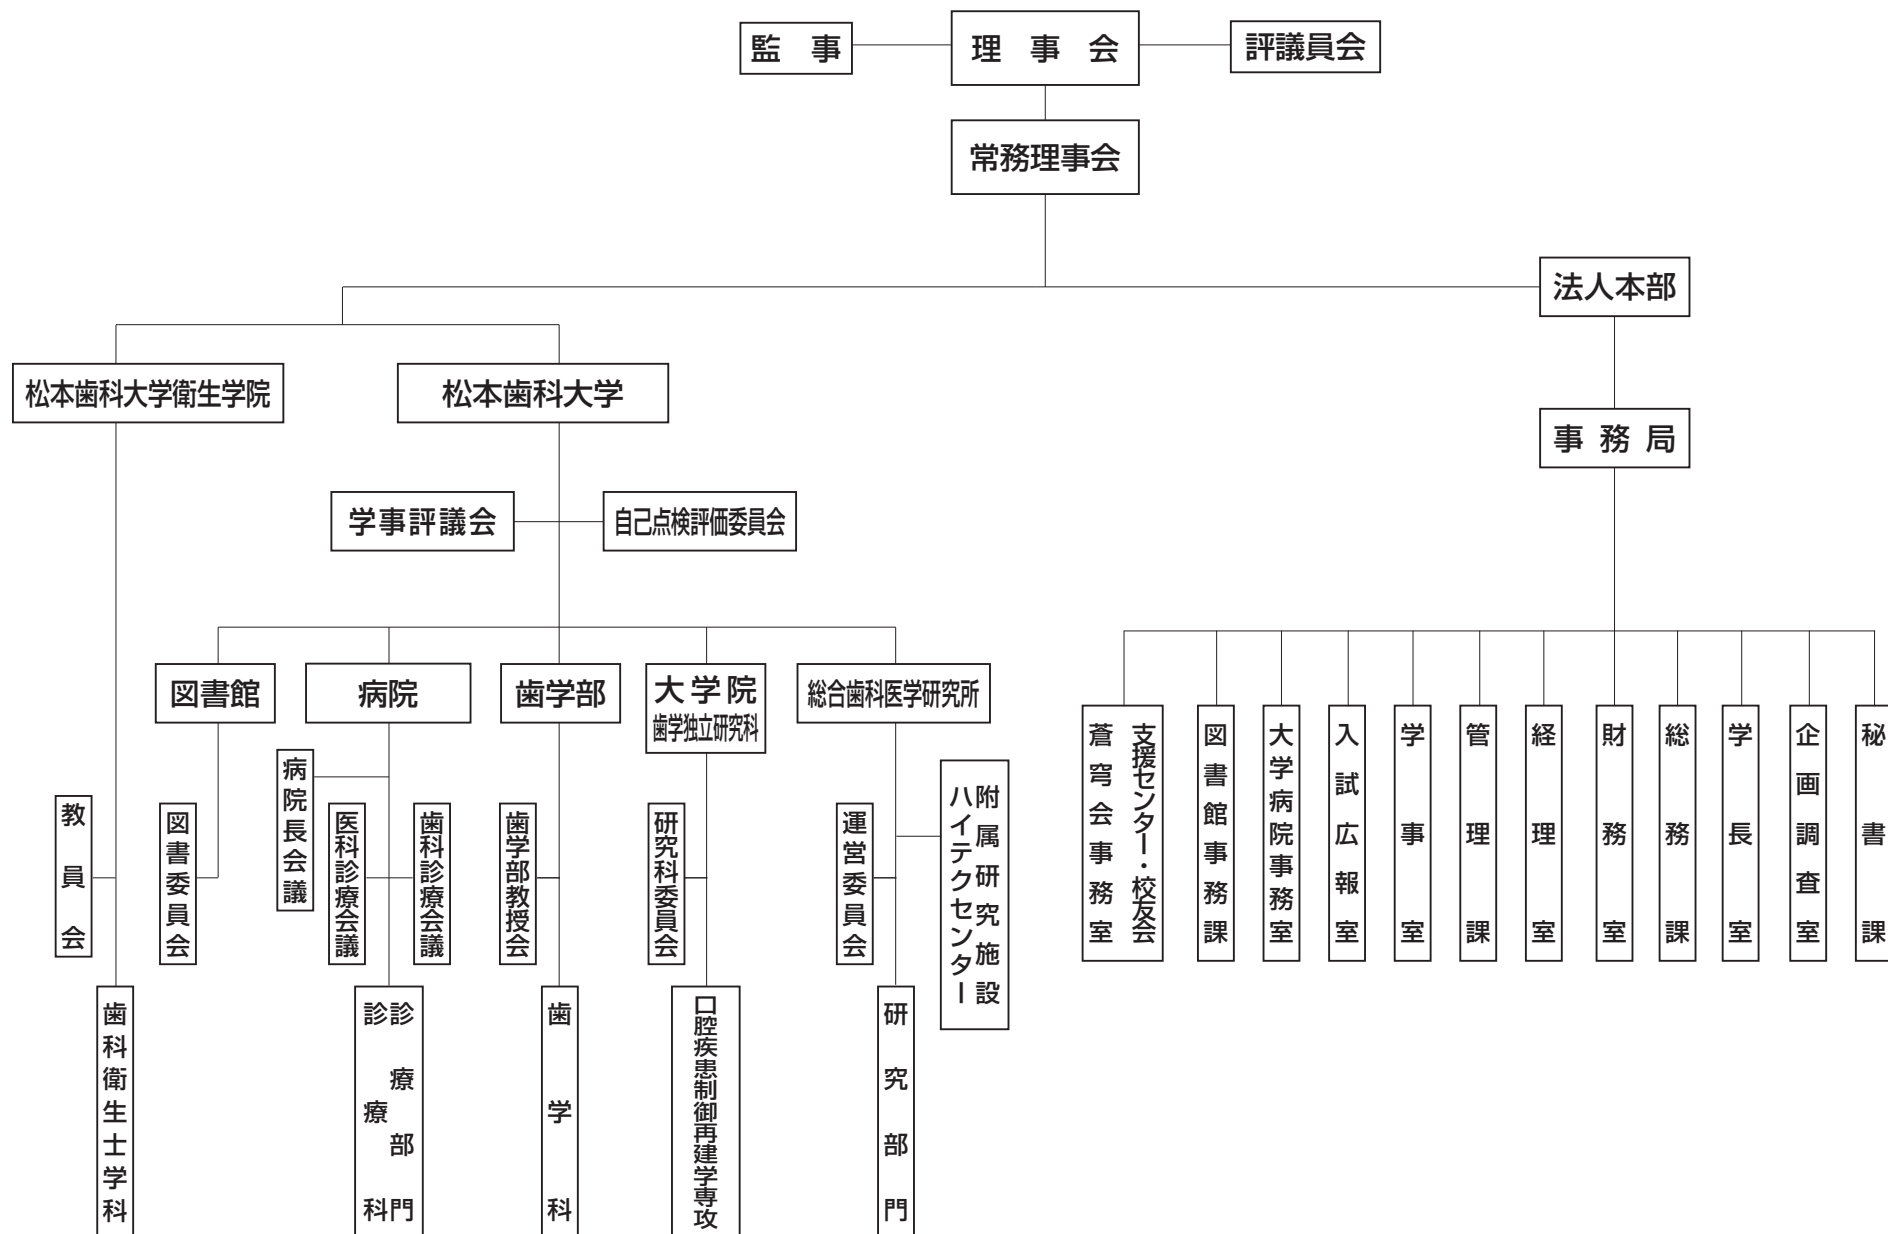 監事
理事会
評議員会
常務理事会
法人本部
松本歯科大学衛生学院
松本歯科大学
事務局
学事評議会
自己点検評価委員会
図書館
病院
歯学部
大学院
歯学独立研究科
総合歯科医学研究所
教員会
図書委員会
病院長会議
医科診療会議
歯科診療会議
歯学部教授会
研究科委員会
運営委員会
附属研究施設
ハイテクセンター
歯科衛生士学科
診療部門
診療科
歯学科
口腔疾患制御再建学専攻
研究部門
支援センター・校友会
蒼穹会事務室
図書館事務課
大学病院事務室
入試広報室
学事室
管理課
経理室
財務室
総務課
学長室
企画調査室
秘書課